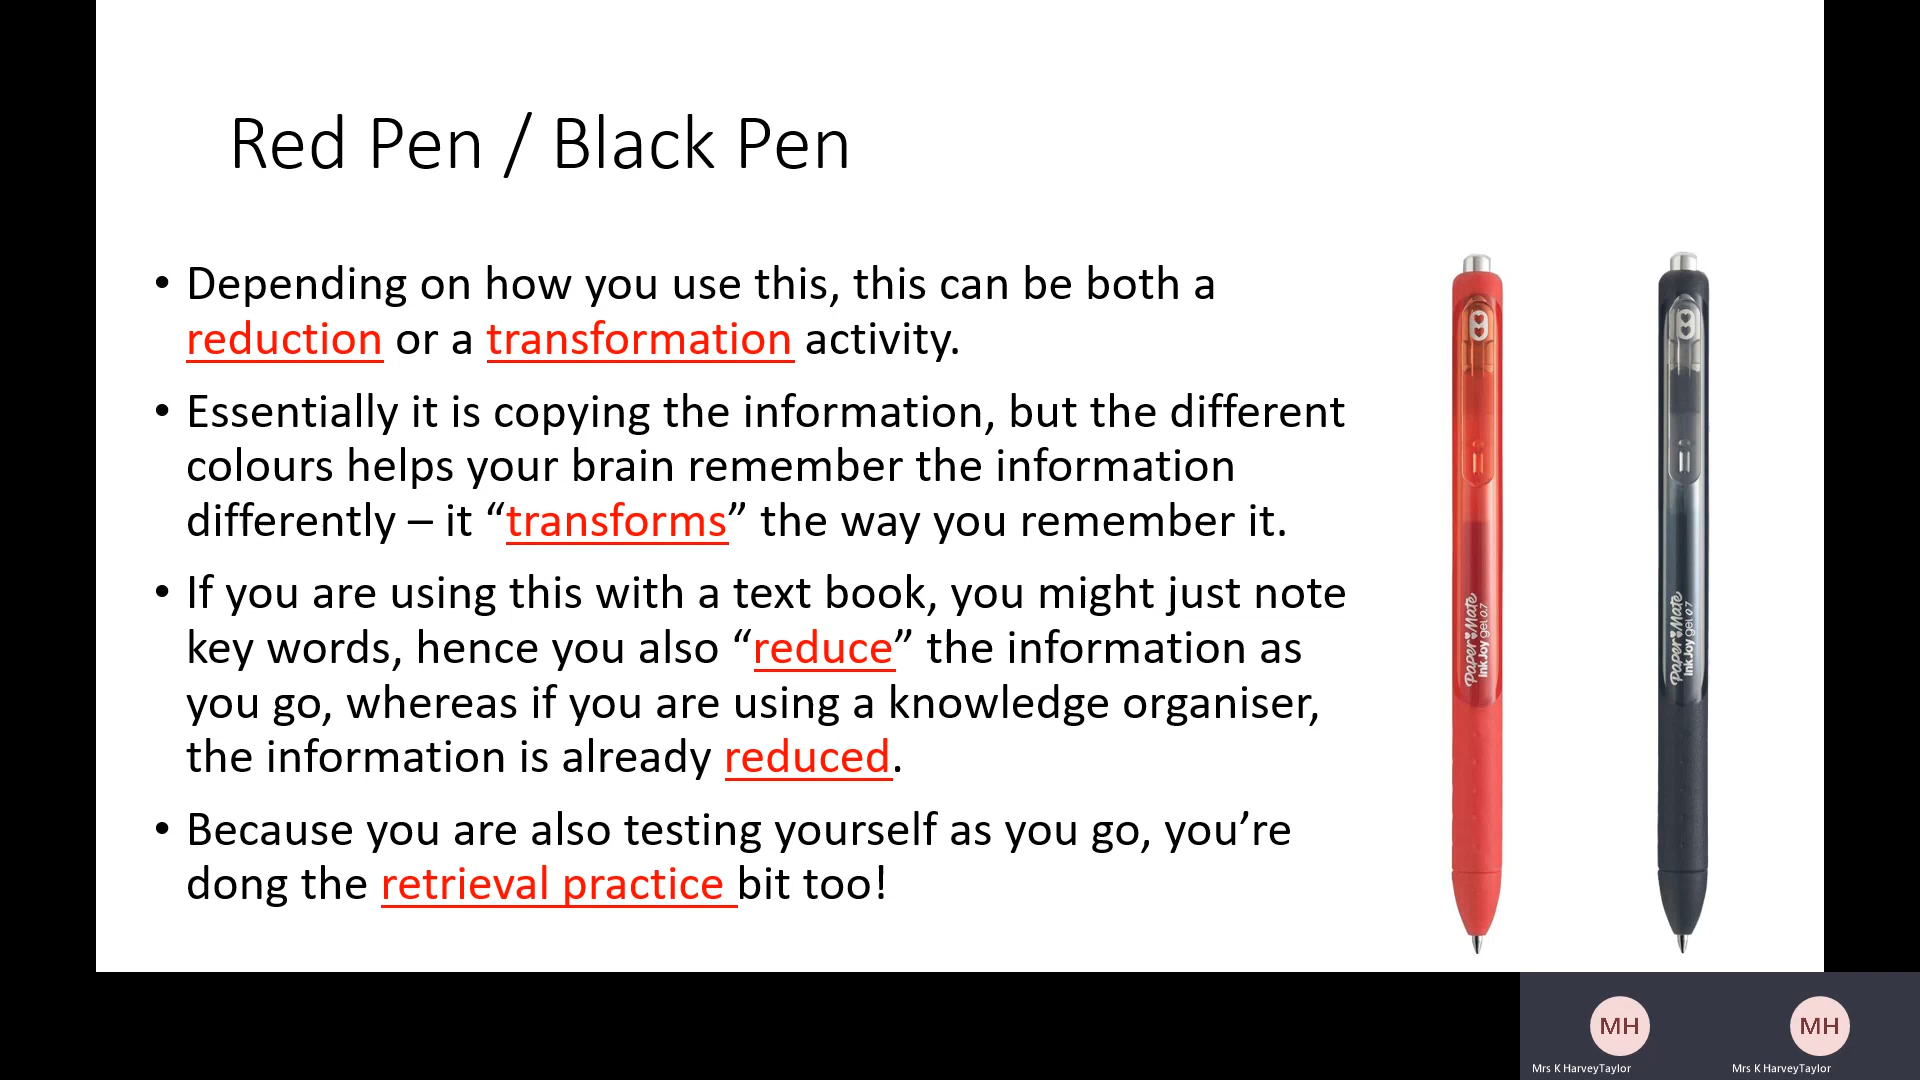 Red Pen / Black Pen
• Depending on how you use this, this can be both a
reduction or a transformation activity.
• Essentially it is copying the information, but the different
colours helps your brain remember the information
differently – it “transforms” the way you remember it.
• If you are using this with a text book, you might just note
key words, hence you also “reduce” the information as
you go, whereas if you are using a knowledge organiser,
the information is already reduced.
• Because you are also testing yourself as you go, you’re
dong the retrieval practice bit too!
Paper Mate
InkJoy gel 0.7
Paper Mate
InkJoy gel 0.7
MH
Mrs K HarveyTaylor
MH
Mrs K HarveyTaylor